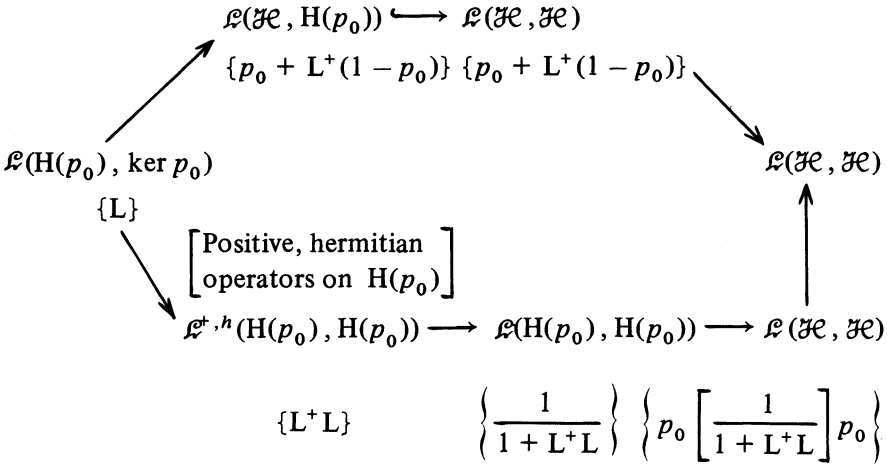 ℒ(ℋ, H(p₀)) ↪ ℒ(ℋ,ℋ)
{p₀ + L⁺(1 − p₀)} {p₀ + L⁺(1 − p₀)}
ℒ(H(p₀), ker p₀) ℒ(ℋ, ℋ)
{L}
[Positive, hermitian
operators on H(p₀)]
ℒ⁺,ʰ(H(p₀), H(p₀)) ⟶ ℒ(H(p₀), H(p₀)) ⟶ ℒ(ℋ, ℋ)
{L⁺L} {1 / (1 + L⁺L)} {p₀ [1 / (1 + L⁺L)] p₀}